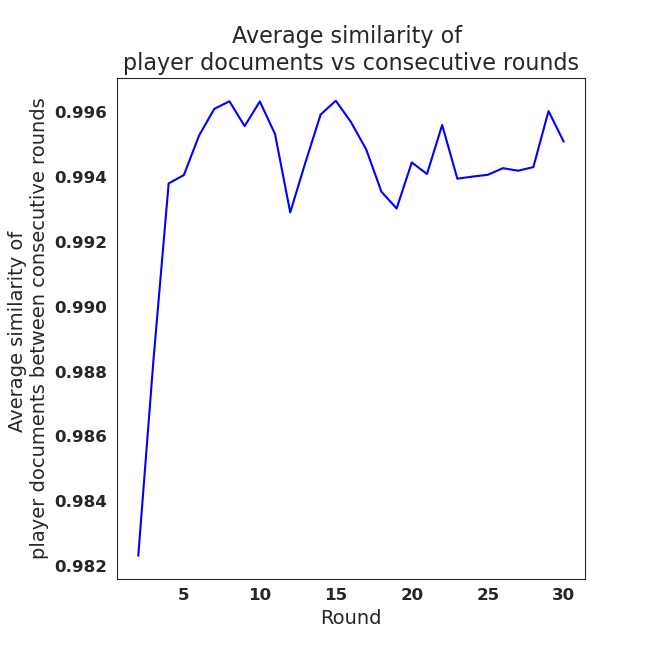 Average similarity of
player documents vs consecutive rounds
Average similarity of
player documents between consecutive rounds
0.996
0.994
0.992
0.990
0.988
0.986
0.984
0.982
5 10 15 20 25 30
Round